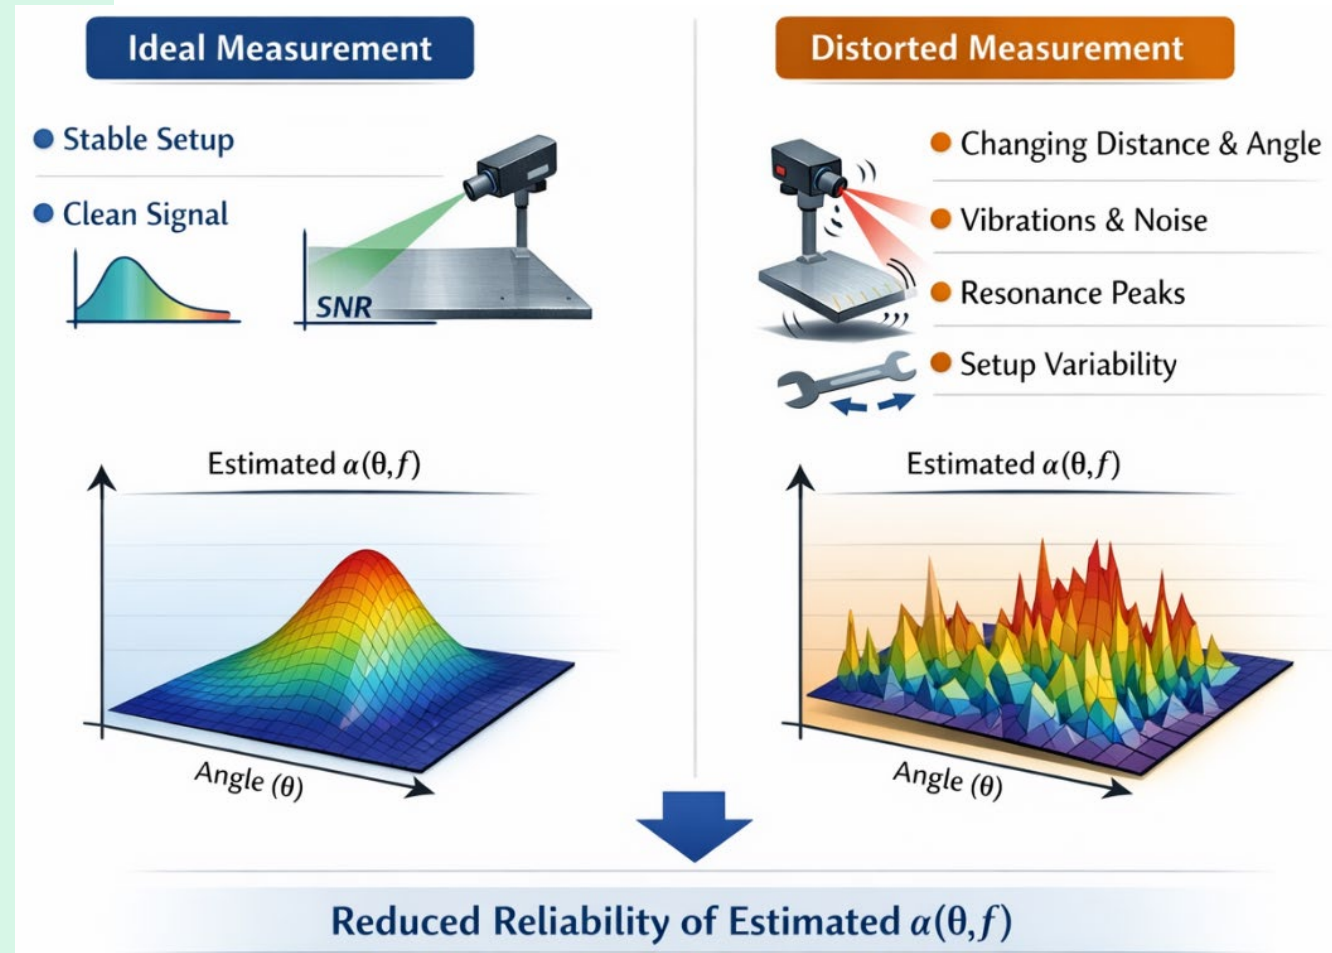 Ideal Measurement
Stable Setup
Clean Signal
SNR
Estimated α(θ,f)
Angle (θ)
Distorted Measurement
Changing Distance & Angle
Vibrations & Noise
Resonance Peaks
Setup Variability
Estimated α(θ,f)
Angle (θ)
Reduced Reliability of Estimated α(θ,f)